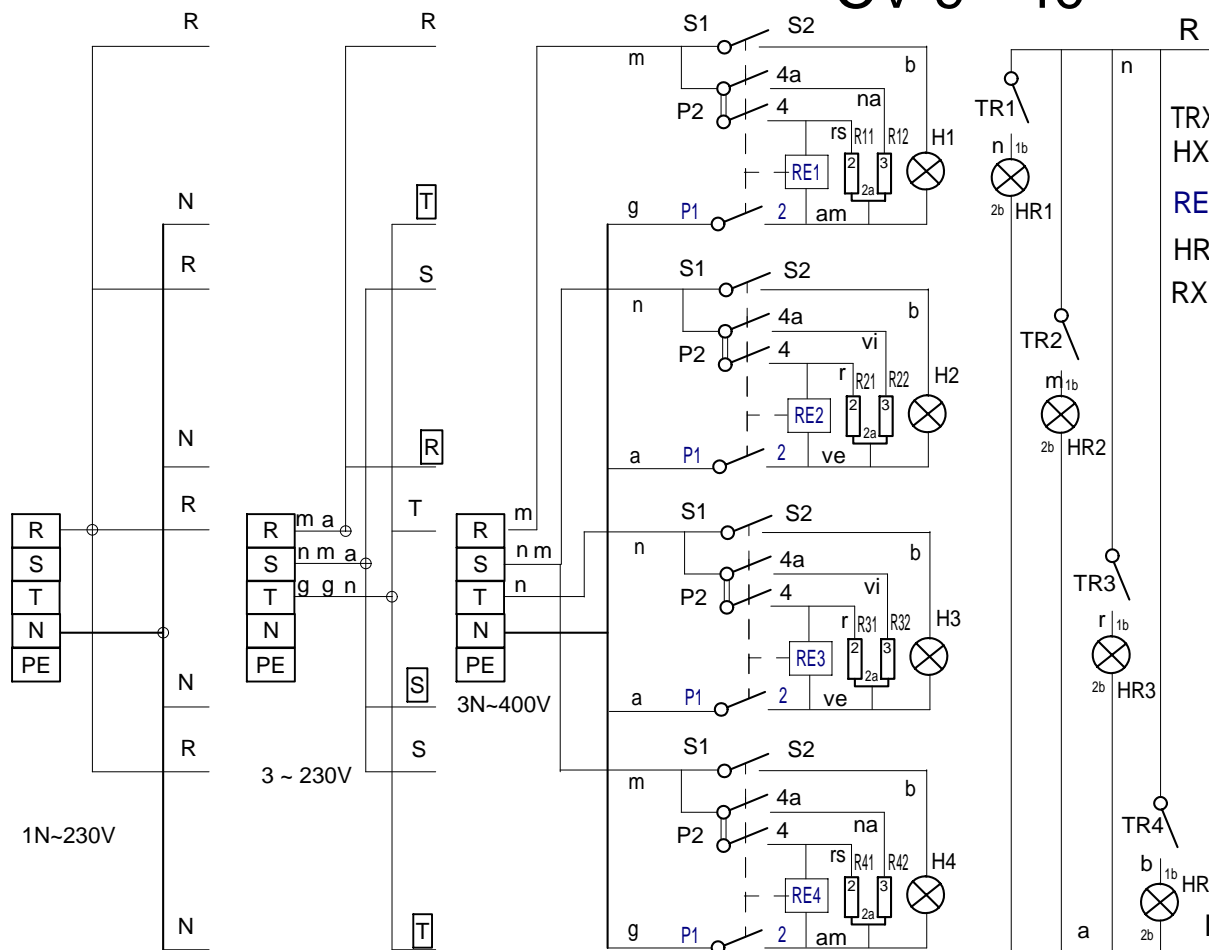 R
R
S1 S2
R
m
b
n
4a
na
P2
4
TR1
rs R11 R12 H1
n 1b
RE1
2 3
2a
2b HR1
HX
RE
HR
RX
N
T
g P1 2 am
R
S
S1 S2
n
b
4a
vi
P2
4
TR2
r R21 R22 H2
m 1b
RE2
2 3
2a
2b HR2
N
R
a P1 2 ve
R
T
S1 S2
R
S
T
N
PE
R
S
T
N
PE
m a
n m a
g g n
R
S
T
N
PE
m
n m
n
n
b
4a
vi
P2
4
TR3
r R31 R32 H3
r 1b
RE3
2 3
2a
2b HR3
N
S
3N~400V
a P1 2 ve
R
S
3 ~ 230V
S1 S2
m
b
4a
na
P2
4
TR4
1N~230V
rs R41 R42 H4
b 1b
RE4
2 3
2a
HR
2b
N
T
g P1 2 am
a